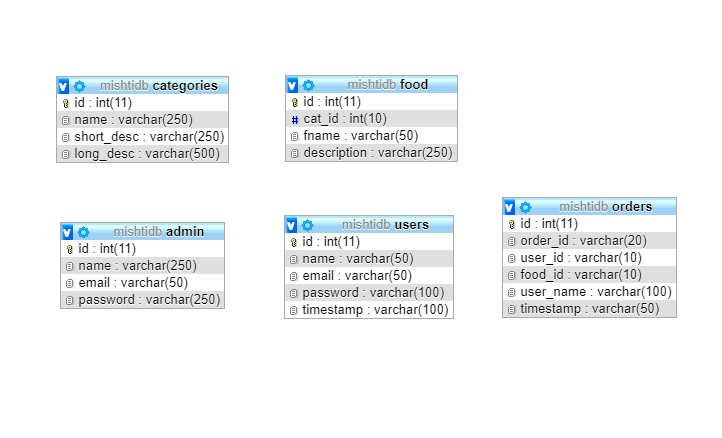 mishtidb categories
id : int(11)
name : varchar(250)
short_desc : varchar(250)
long_desc : varchar(500)
mishtidb food
id : int(11)
# cat_id : int(10)
fname : varchar(50)
description : varchar(250)
mishtidb admin
id : int(11)
name : varchar(250)
email : varchar(50)
password : varchar(250)
mishtidb users
id : int(11)
name : varchar(50)
email : varchar(50)
password : varchar(100)
timestamp : varchar(100)
mishtidb orders
id : int(11)
order_id : varchar(20)
user_id : varchar(10)
food_id : varchar(10)
user_name : varchar(100)
timestamp : varchar(50)